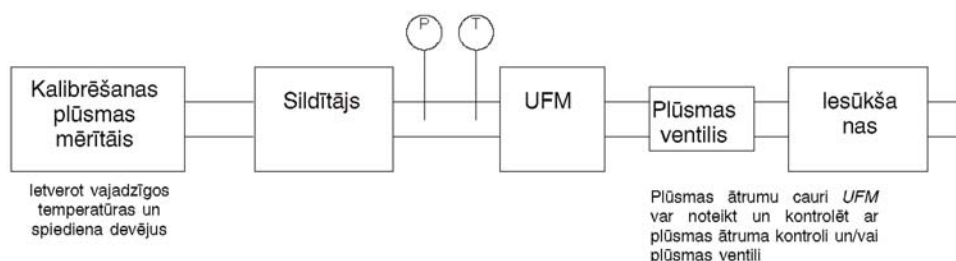 P
T
Kalibrēšanas
plūsmas
mērītāis
Sildītājs
UFM
Plūsmas
ventilis
Iesūkša
nas
Ietverot vajadzīgos
temperatūras un
spiediena devējus
Plūsmas ātrumu cauri UFM
var noteikt un kontrolēt ar
plūsmas ātruma kontroli un/vai
plūsmas ventili